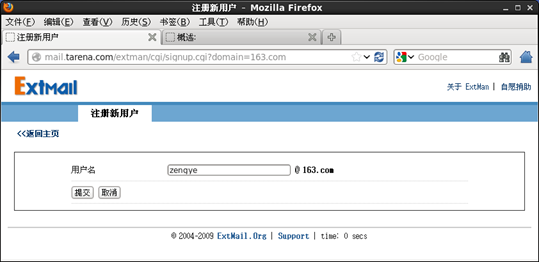 注册新用户 - Mozilla Firefox
文件(F) 编辑(E) 查看(V) 历史(S) 书签(B) 工具(T) 帮助(H)
注册新用户 概述:
mail.tarena.com/extman/cgi/signup.cgi?domain=163.com Google
ExtMail 关于 ExtMan | 自愿捐助
注册新用户
<<返回主页
用户名 zengye @ 163.com
提交 取消
© 2004-2009 ExtMail.Org | Support | time: 0 secs